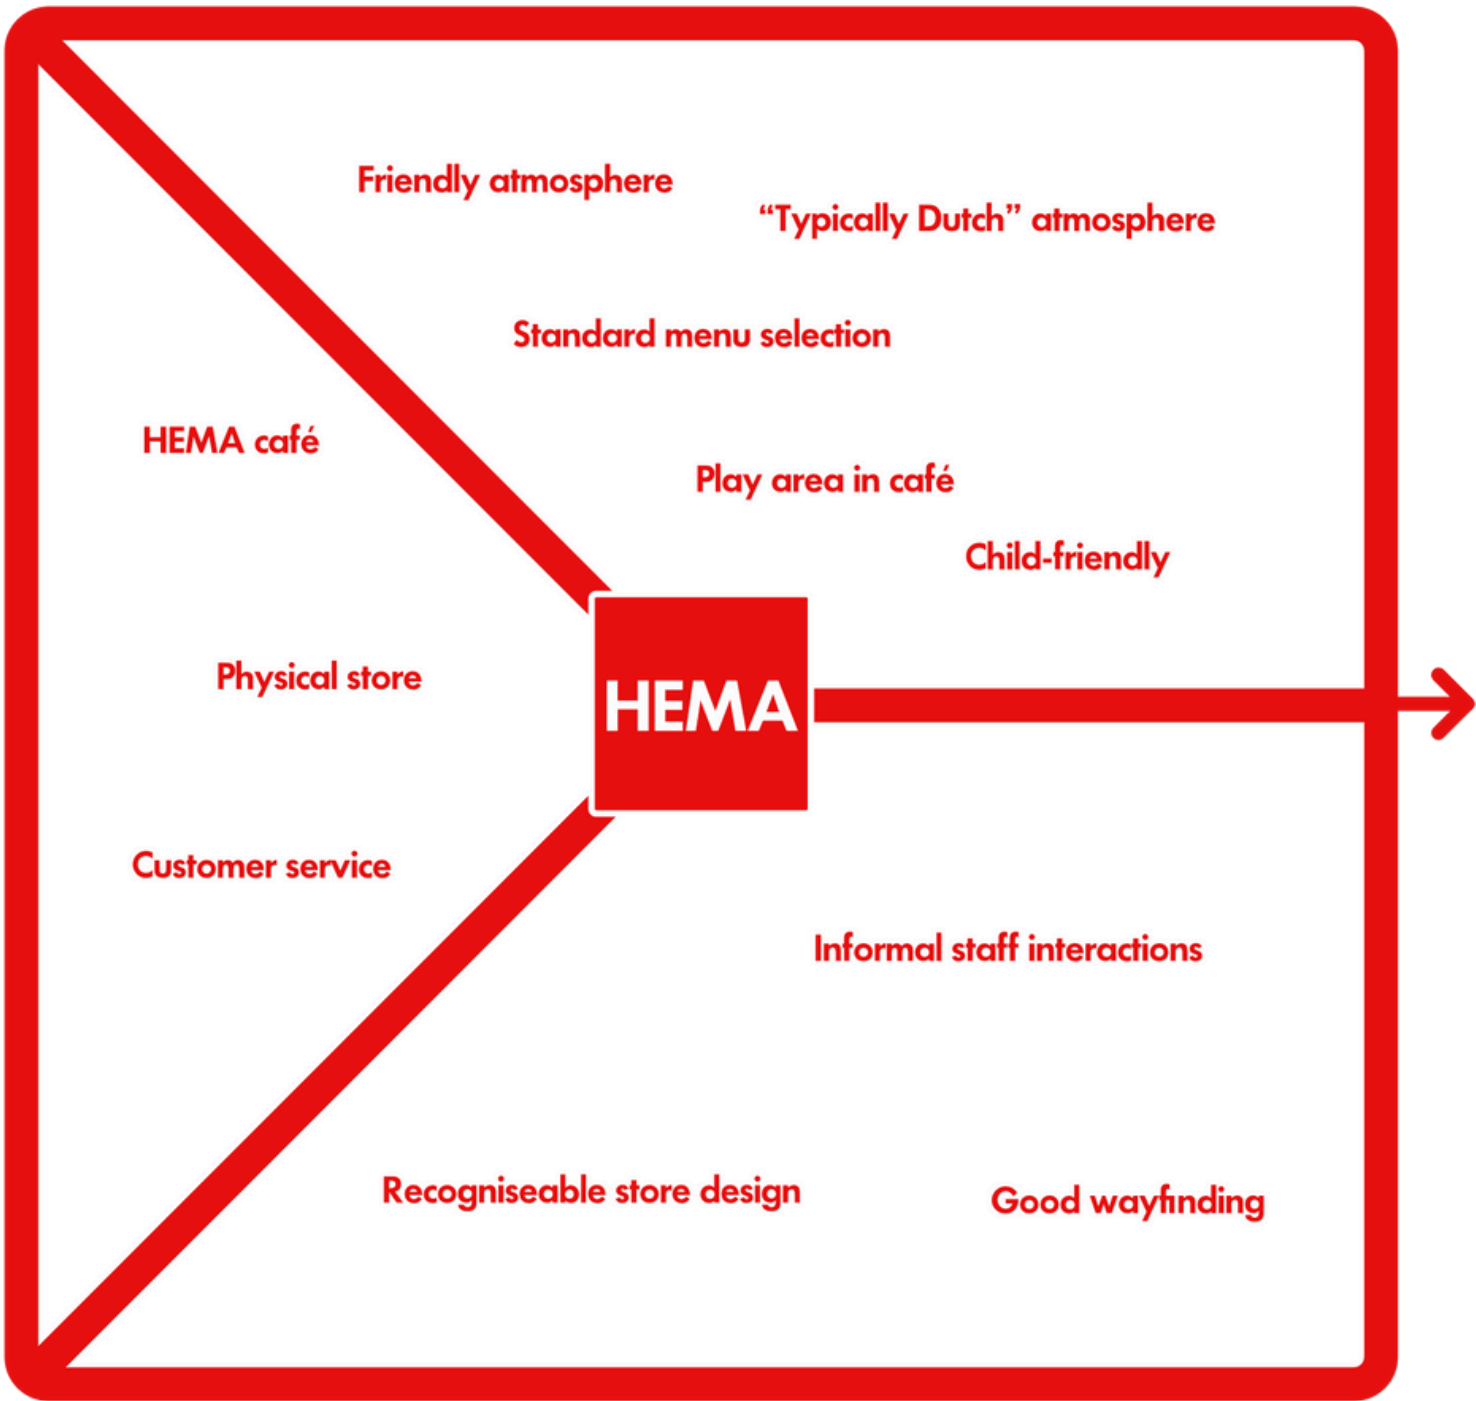 Friendly atmosphere
“Typically Dutch” atmosphere
Standard menu selection
HEMA café
Play area in café
Child-friendly
Physical store
HEMA
Customer service
Informal staff interactions
Recogniseable store design
Good wayfinding